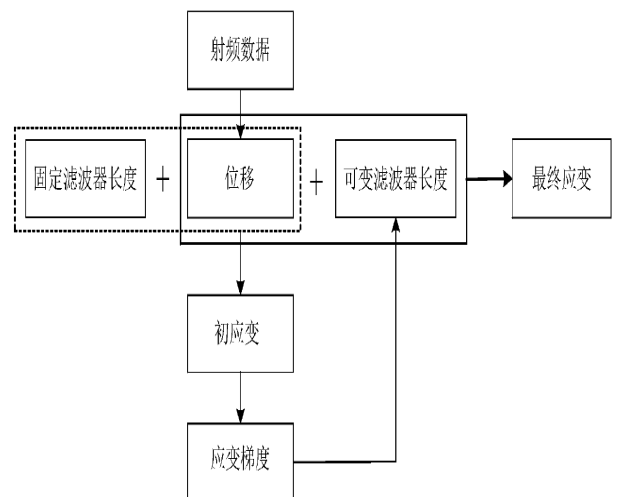 射频数据
固定滤波器长度 + 位移 + 可变滤波器长度
最终应变
初应变
应变梯度